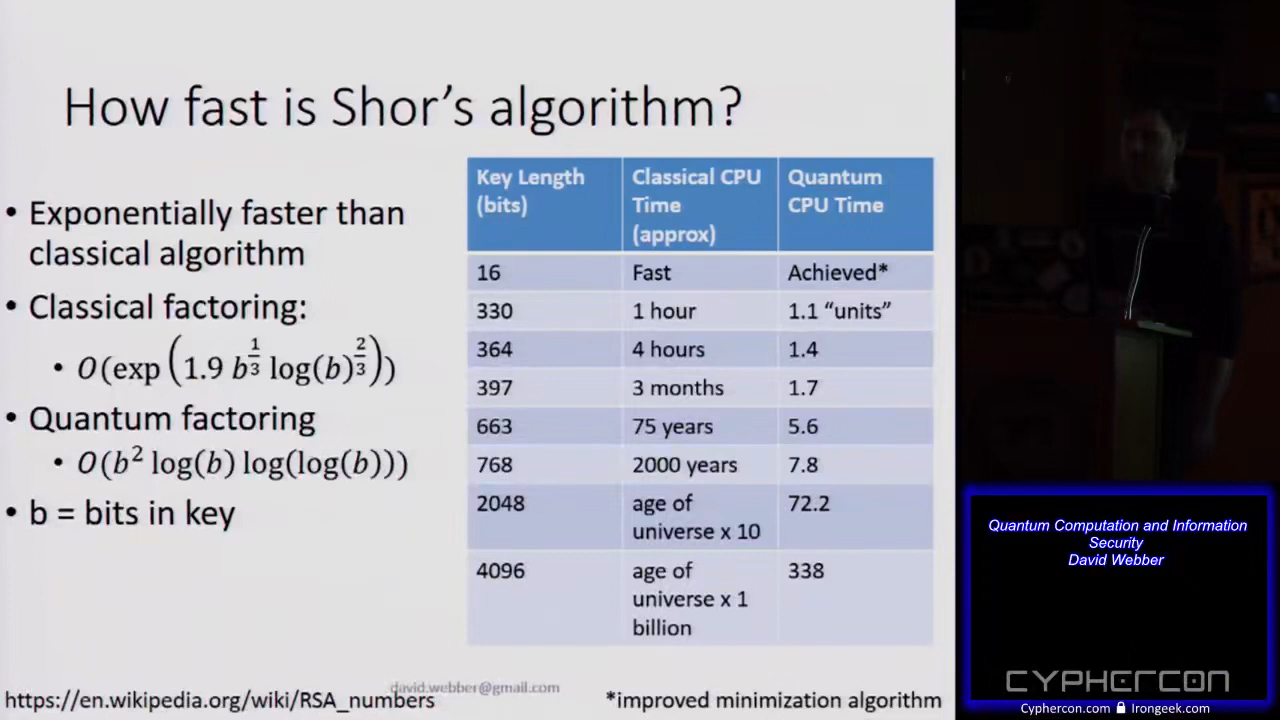 How fast is Shor's algorithm?
• Exponentially faster than
classical algorithm
• Classical factoring:
• O(exp(1.9 b^{1/3} log(b)^{2/3}))
• Quantum factoring
• O(b² log(b) log(log(b)))
• b = bits in key
Key Length (bits) Classical CPU Time (approx) Quantum CPU Time
16 Fast Achieved*
330 1 hour 1.1 “units”
364 4 hours 1.4
397 3 months 1.7
663 75 years 5.6
768 2000 years 7.8
2048 age of universe x 10 72.2
4096 age of universe x 1 billion 338
david.webber@gmail.com
https://en.wikipedia.org/wiki/RSA_numbers
*improved minimization algorithm
Quantum Computation and Information
Security
David Webber
CYPHERCON
Cyphercon.com Irongeek.com